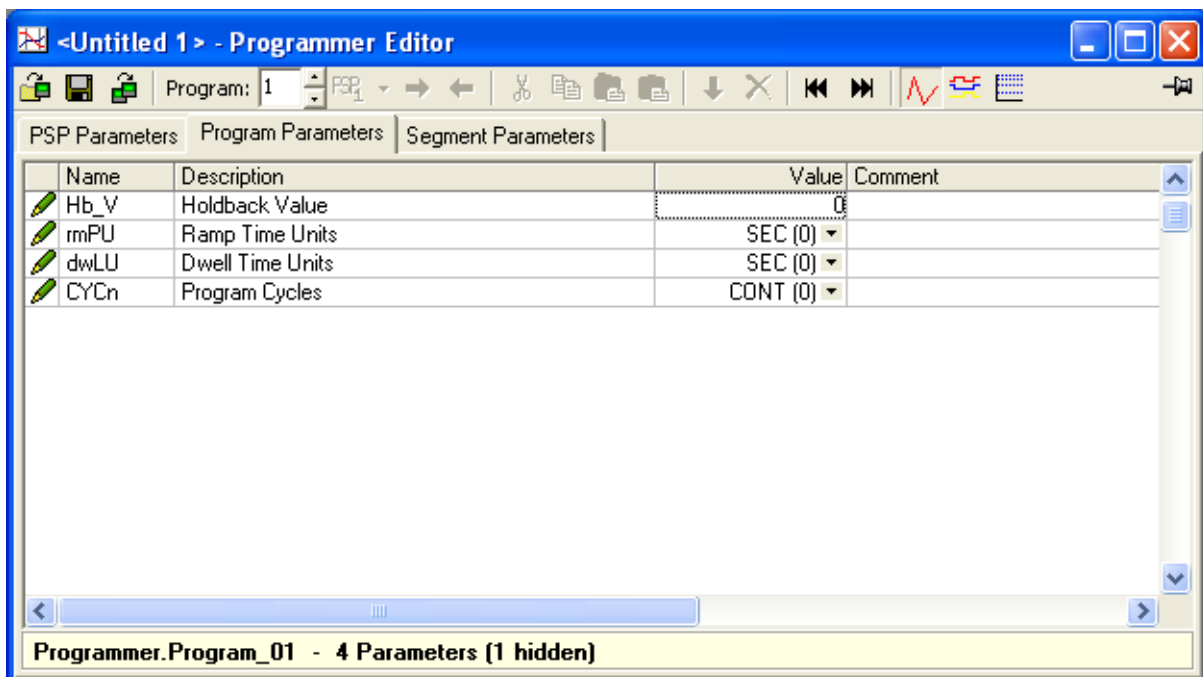 <Untitled 1> - Programmer Editor
Program: 1
PSP Parameters Program Parameters Segment Parameters
Name Description Value Comment
Hb_V Holdback Value 0
rmPU Ramp Time Units SEC (0)
dwLU Dwell Time Units SEC (0)
CYCn Program Cycles CONT (0)
Programmer.Program_01 - 4 Parameters (1 hidden)